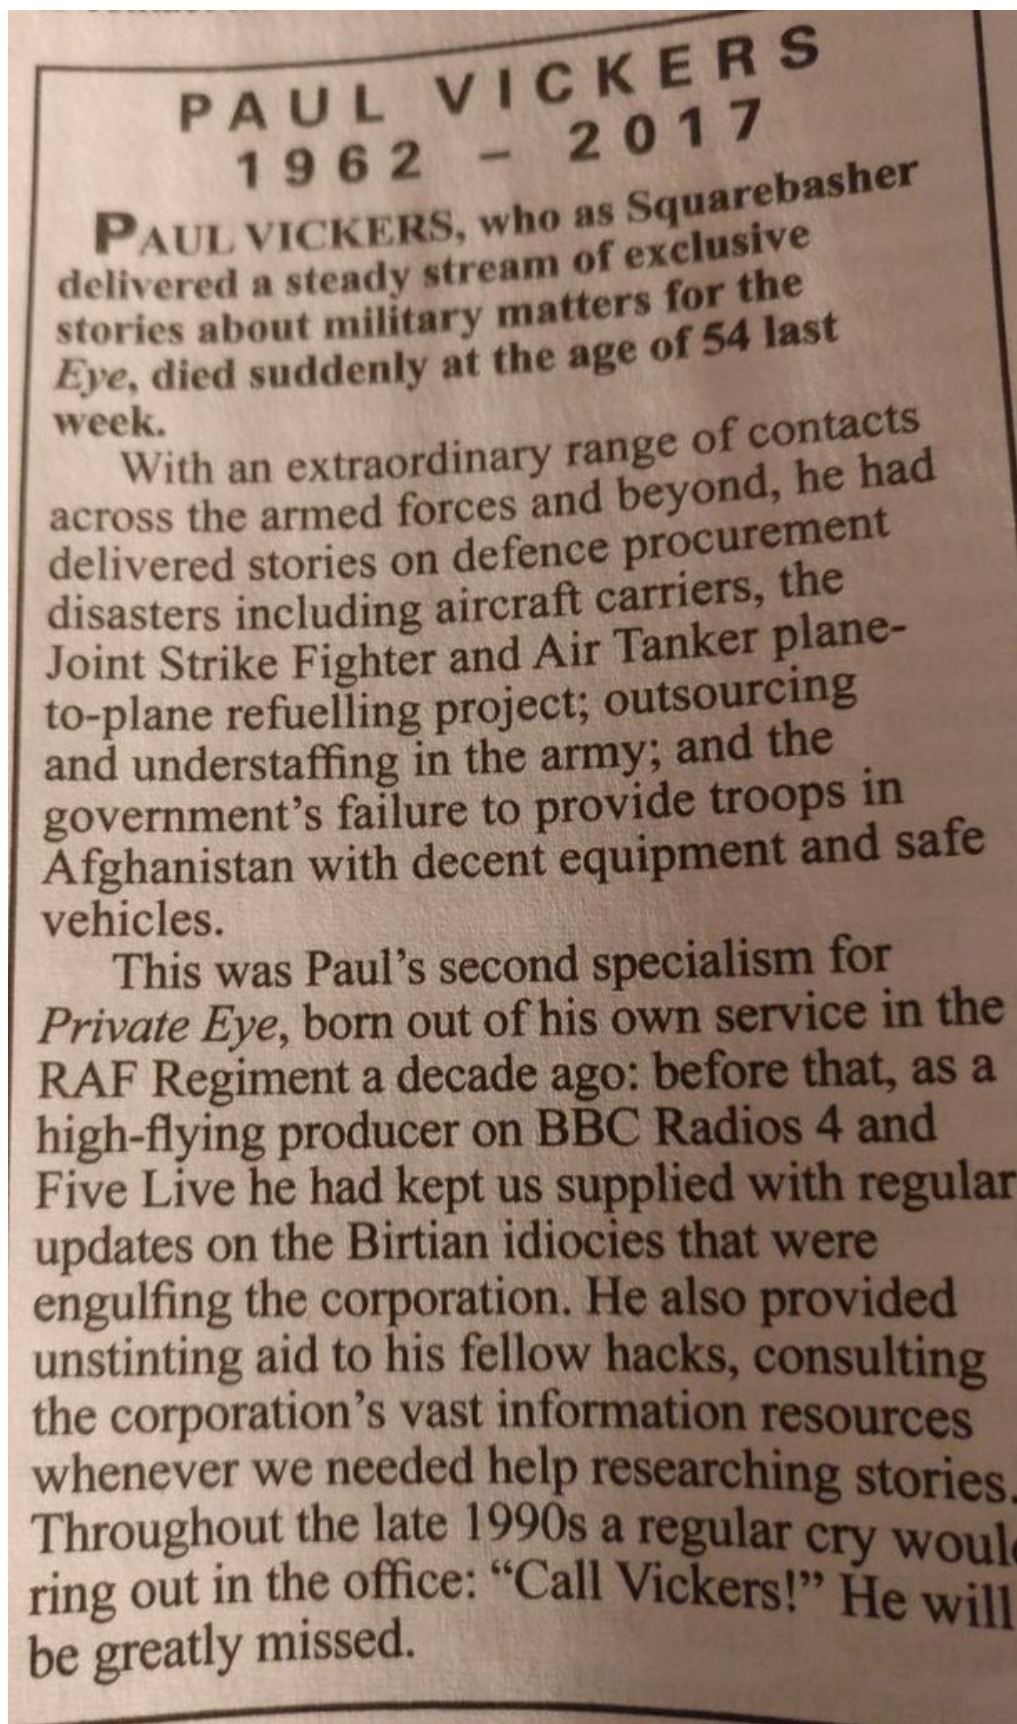 PAUL VICKERS
1962 – 2017
PAUL VICKERS, who as Squarebasher
delivered a steady stream of exclusive
stories about military matters for the
Eye, died suddenly at the age of 54 last
week.
With an extraordinary range of contacts
across the armed forces and beyond, he had
delivered stories on defence procurement
disasters including aircraft carriers, the
Joint Strike Fighter and Air Tanker plane-
to-plane refuelling project; outsourcing
and understaffing in the army; and the
government's failure to provide troops in
Afghanistan with decent equipment and safe
vehicles.
This was Paul's second specialism for
Private Eye, born out of his own service in the
RAF Regiment a decade ago: before that, as a
high-flying producer on BBC Radios 4 and
Five Live he had kept us supplied with regular
updates on the Birtian idiocies that were
engulfing the corporation. He also provided
unstinting aid to his fellow hacks, consulting
the corporation's vast information resources
whenever we needed help researching stories.
Throughout the late 1990s a regular cry would
ring out in the office: “Call Vickers!” He will
be greatly missed.